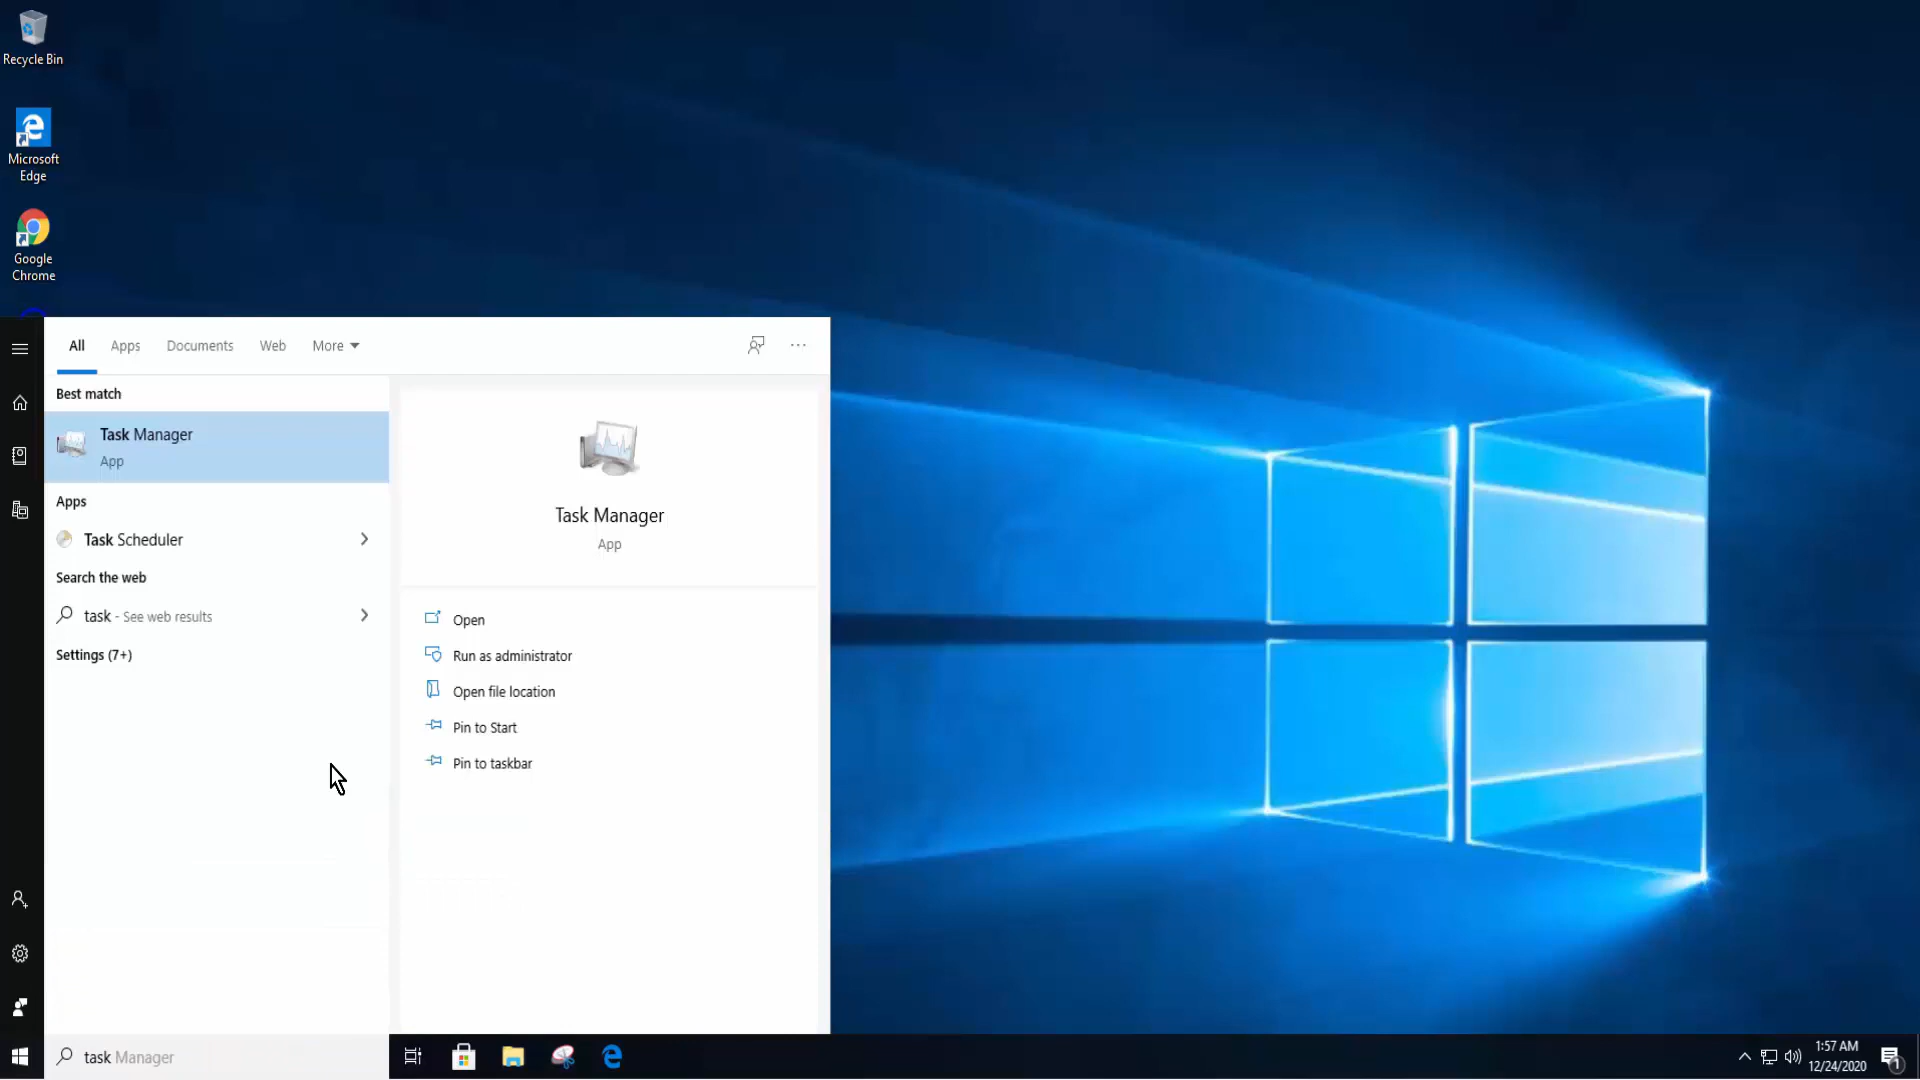 Recycle Bin
Microsoft
Edge
Google
Chrome
All Apps Documents Web More
Best match
Task Manager
App
Apps
Task Scheduler
Search the web
task - See web results
Settings (7+)
Task Manager
App
Open
Run as administrator
Open file location
Pin to Start
Pin to taskbar
task Manager
1:57 AM
12/24/2020
1